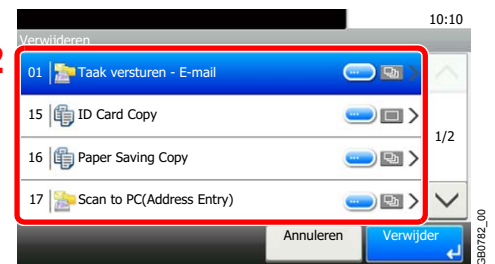 10:10
Verwijderen
2
01 Taak versturen - E-mail
15 ID Card Copy
1/2
16 Paper Saving Copy
17 Scan to PC(Address Entry)
Annuleren
Verwijder
GB0782_00